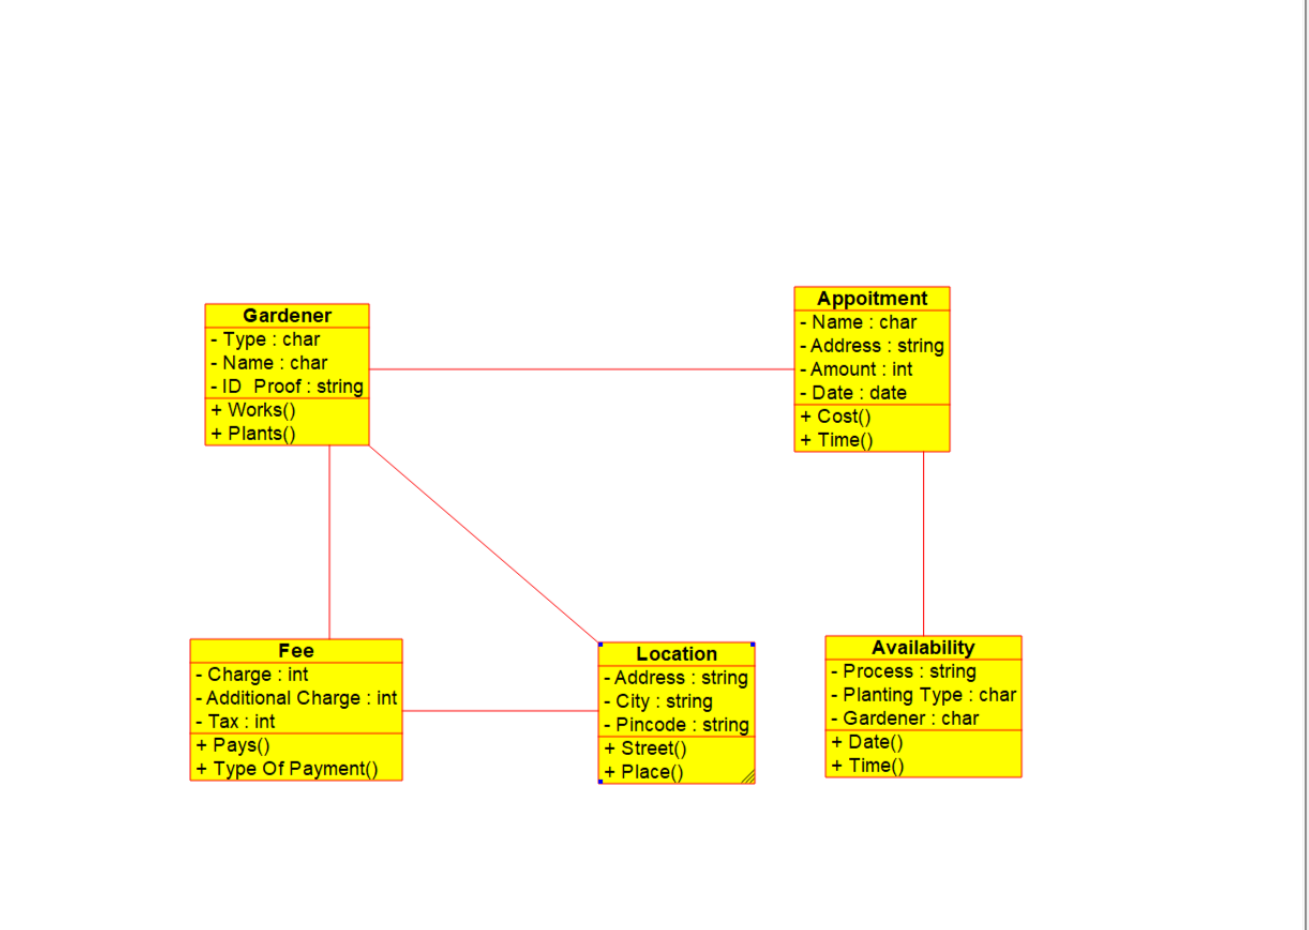 Gardener
- Type : char
- Name : char
- ID  Proof : string
+ Works()
+ Plants()
Appoitment
- Name : char
- Address : string
- Amount : int
- Date : date
+ Cost()
+ Time()
Fee
- Charge : int
- Additional Charge : int
- Tax : int
+ Pays()
+ Type Of Payment()
Location
- Address : string
- City : string
- Pincode : string
+ Street()
+ Place()
Availability
- Process : string
- Planting Type : char
- Gardener : char
+ Date()
+ Time()